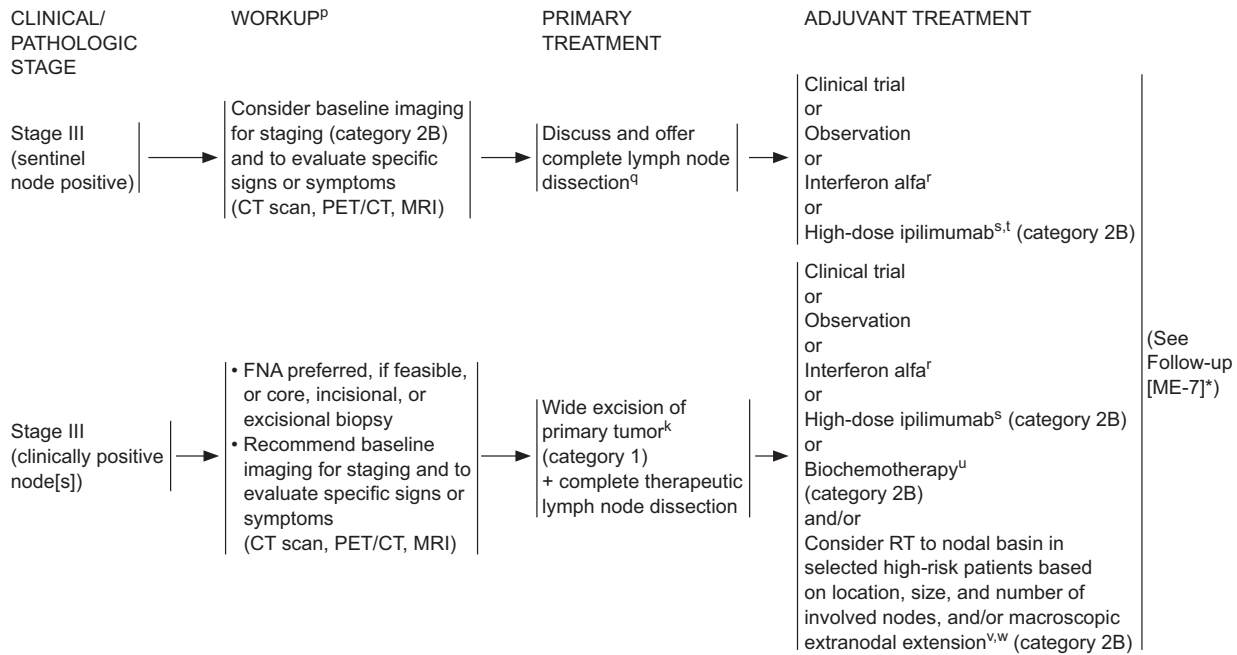 CLINICAL/
PATHOLOGIC
STAGE
WORKUPᵖ
PRIMARY
TREATMENT
ADJUVANT TREATMENT
Stage III
(sentinel
node positive)
Consider baseline imaging
for staging (category 2B)
and to evaluate specific
signs or symptoms
(CT scan, PET/CT, MRI)
Discuss and offer
complete lymph node
dissection^q
Clinical trial
or
Observation
or
Interferon alfaʳ
or
High-dose ipilimumabˢ,ᵗ (category 2B)
Stage III
(clinically positive
node[s])
• FNA preferred, if feasible,
or core, incisional, or
excisional biopsy
• Recommend baseline
imaging for staging and to
evaluate specific signs or
symptoms
(CT scan, PET/CT, MRI)
Wide excision of
primary tumorᵏ
(category 1)
+ complete therapeutic
lymph node dissection
Clinical trial
or
Observation
or
Interferon alfaʳ
or
High-dose ipilimumabˢ (category 2B)
or
Biochemotherapyᵘ
(category 2B)
and/or
Consider RT to nodal basin in
selected high-risk patients based
on location, size, and number of
involved nodes, and/or macroscopic
extranodal extensionᵛ,ʷ (category 2B)
(See
Follow-up
[ME-7]*)